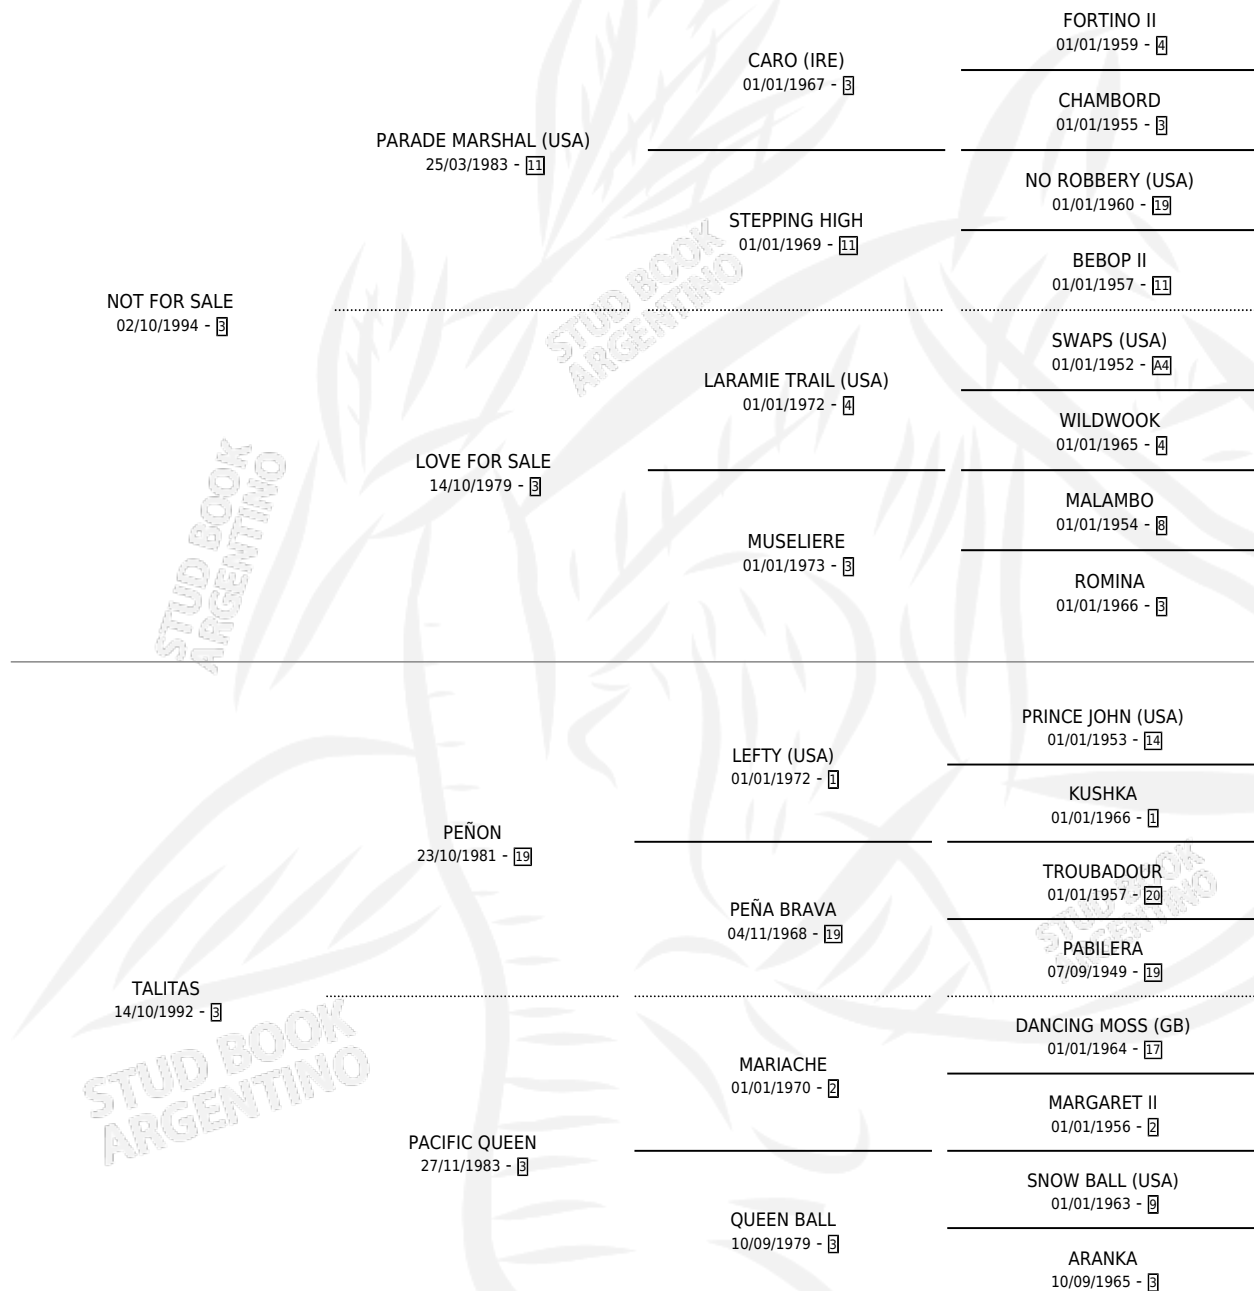 FORTINO II
01/01/1959 - 4
CARO (IRE)
01/01/1967 - 3
CHAMBORD
01/01/1955 - 3
PARADE MARSHAL (USA)
25/03/1983 - 11
NO ROBBERY (USA)
01/01/1960 - 19
STEPPING HIGH
01/01/1969 - 11
BEBOP II
01/01/1957 - 11
NOT FOR SALE
02/10/1994 - 3
SWAPS (USA)
01/01/1952 - A4
LARAMIE TRAIL (USA)
01/01/1972 - 4
WILDWOOK
01/01/1965 - 4
LOVE FOR SALE
14/10/1979 - 3
MALAMBO
01/01/1954 - 8
MUSELIERE
01/01/1973 - 3
ROMINA
01/01/1966 - 3
PRINCE JOHN (USA)
01/01/1953 - 14
LEFTY (USA)
01/01/1972 - 1
KUSHKA
01/01/1966 - 1
PEÑON
23/10/1981 - 19
TROUBADOUR
01/01/1957 - 20
PEÑA BRAVA
04/11/1968 - 19
PABILERA
07/09/1949 - 19
TALITAS
14/10/1992 - 3
DANCING MOSS (GB)
01/01/1964 - 17
MARIACHE
01/01/1970 - 2
MARGARET II
01/01/1956 - 2
PACIFIC QUEEN
27/11/1983 - 3
SNOW BALL (USA)
01/01/1963 - 9
QUEEN BALL
10/09/1979 - 3
ARANKA
10/09/1965 - 3
STUD BOOK
ARGENTINO
STUD BOOK
ARGENTINO
STUD BOOK
ARGENTINO
STUD BOOK
ARGENTINO